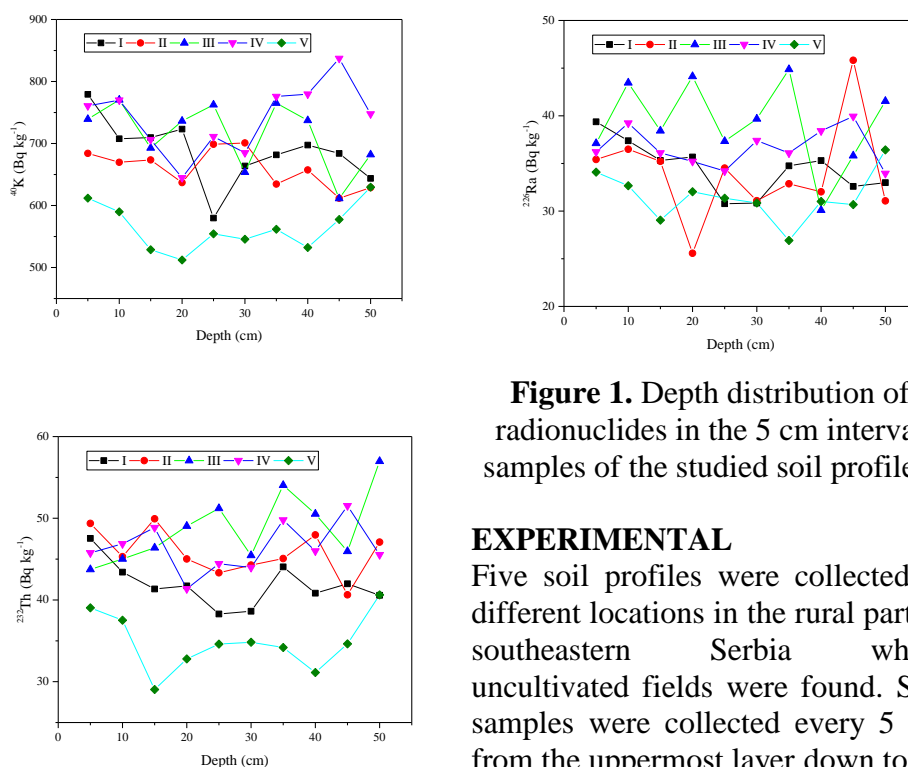 900
800
700
600
500
I II III IV V
⁴⁰K (Bq kg⁻¹)
0 10 20 30 40 50
Depth (cm)
50
40
30
20
I II III IV V
²²⁶Ra (Bq kg⁻¹)
0 10 20 30 40 50
Depth (cm)
60
50
40
30
I II III IV V
²³²Th (Bq kg⁻¹)
0 10 20 30 40 50
Depth (cm)
Figure 1. Depth distribution of
radionuclides in the 5 cm interva
samples of the studied soil profile
EXPERIMENTAL
Five soil profiles were collected
different locations in the rural part
southeastern Serbia wh
uncultivated fields were found. S
samples were collected every 5
from the uppermost layer down to